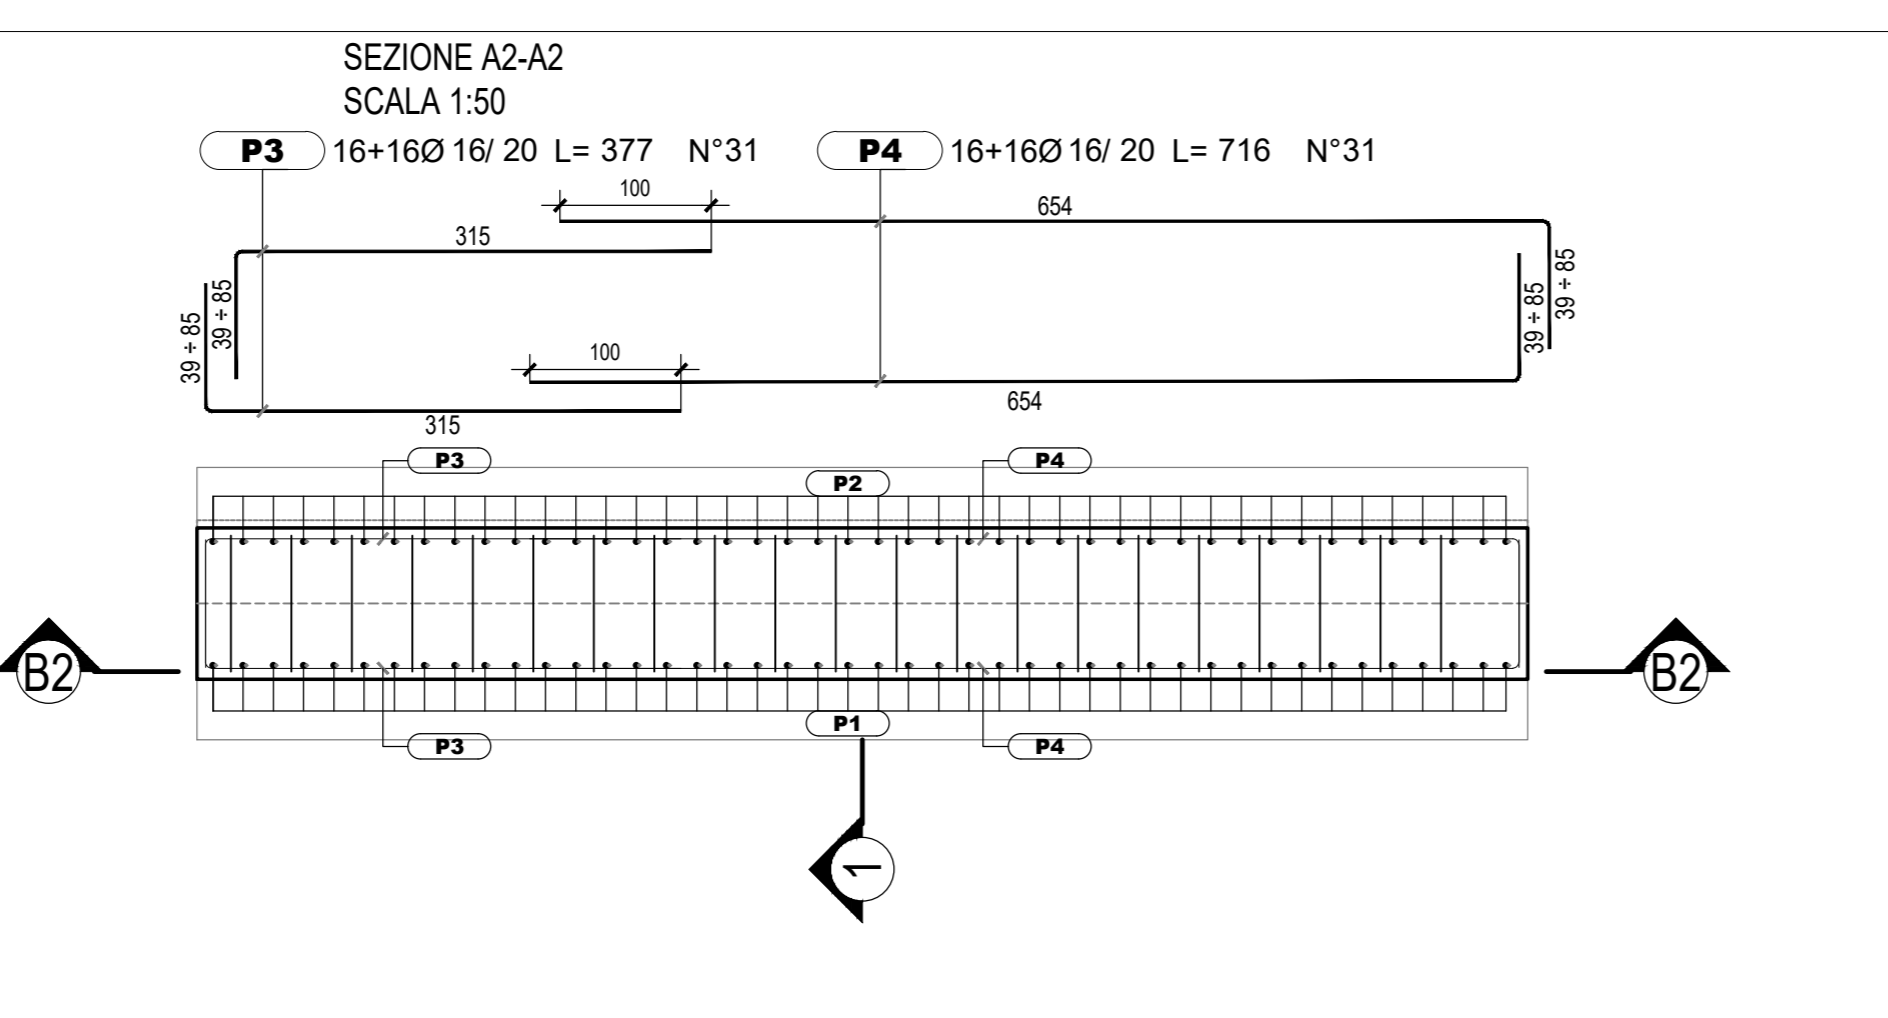 SEZIONE A2-A2
SCALA 1:50
P3 16+16Ø 16/ 20 L= 377 N°31
P4 16+16Ø 16/ 20 L= 716 N°31
100
654
315
39 ÷ 85
39 ÷ 85
39 ÷ 85
39 ÷ 85
100
654
315
P3
P4
P2
B2
B2
P1
P3
P4
1